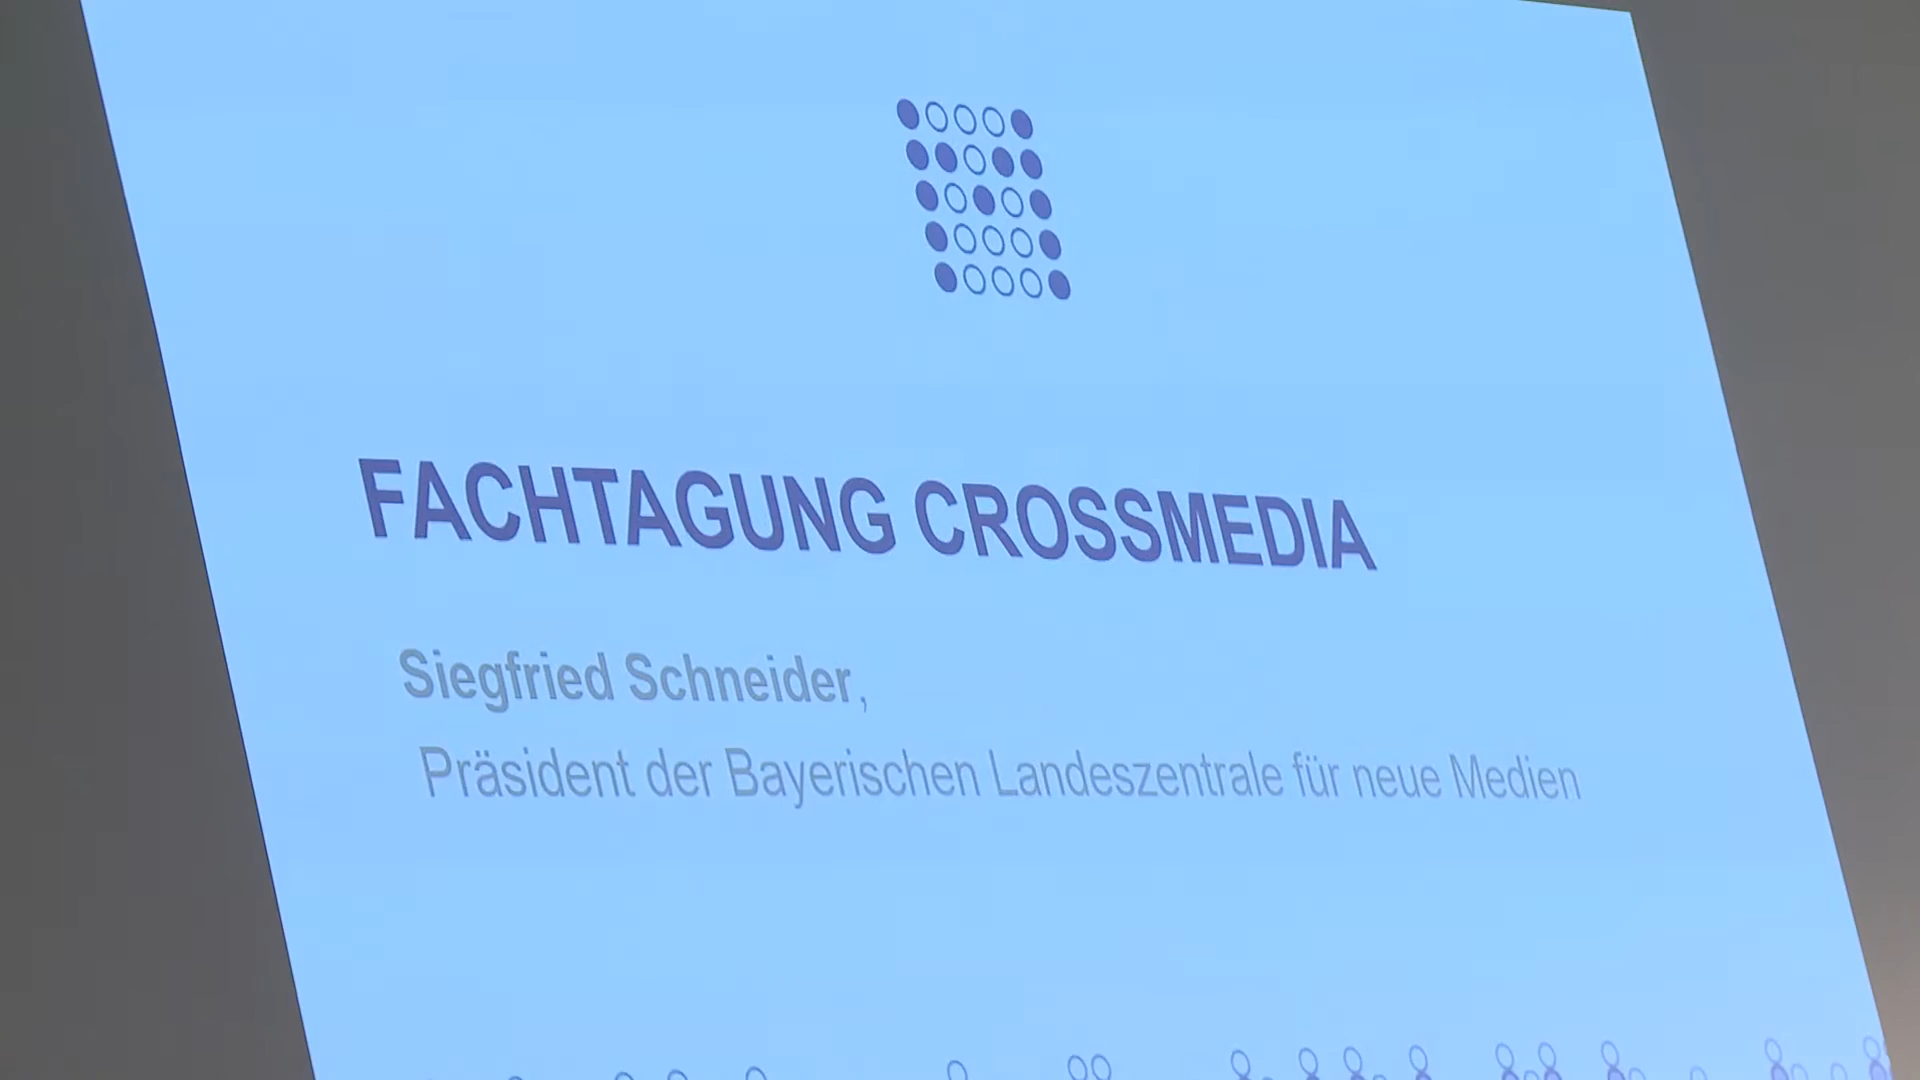 FACHTAGUNG CROSSMEDIA
Siegfried Schneider,
Präsident der Bayerischen Landeszentrale für neue Medien